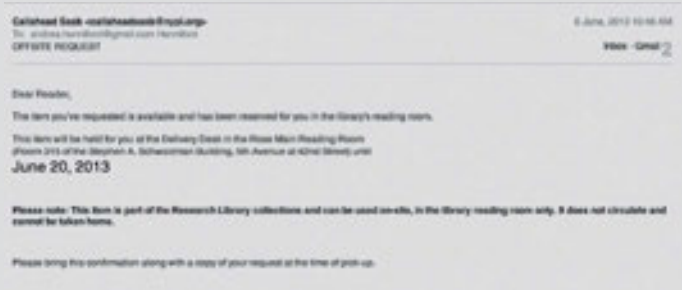 6 June, 2013 10:46 AM
To:
OFFSITE REQUEST
Inbox - Gmail 2
Dear Reader,
The item you've requested is available and has been reserved for you in the library's reading room.
This item will be held for you at the Delivery Desk in the Rose Main Reading Room
(Room 315 of the Stephen A. Schwarzman Building, 5th Avenue at 42nd Street) until
June 20, 2013
Please note: This item is part of the Research Library collections and can be used on-site, in the library reading room only. It does not circulate and
cannot be taken home.
Please bring this confirmation along with a copy of your request at the time of pick-up.